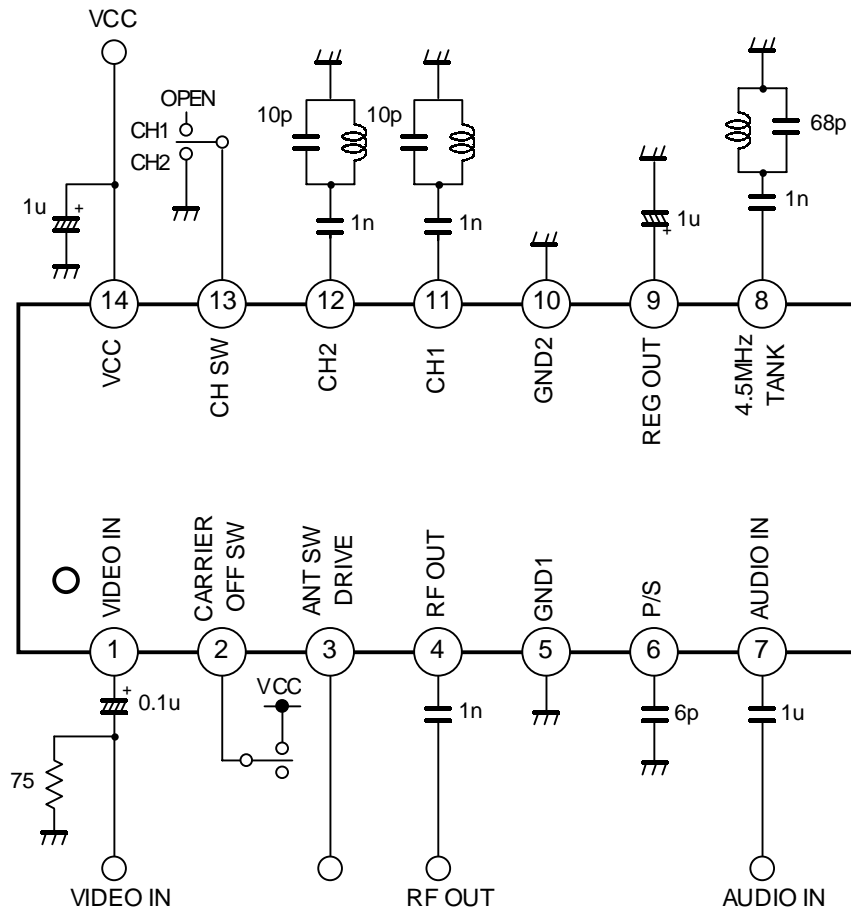 VCC
OPEN
CH1
CH2
10p
10p
68p
1u
+
1n
1n
1u
+
1n
14
13
12
11
10
9
8
VCC
CH SW
CH2
CH1
GND2
REG OUT
4.5MHz
TANK
VIDEO IN
CARRIER
OFF SW
ANT SW
DRIVE
RF OUT
GND1
P/S
AUDIO IN
1
2
3
4
5
6
7
+
0.1u
VCC
1n
6p
1u
75
VIDEO IN
RF OUT
AUDIO IN